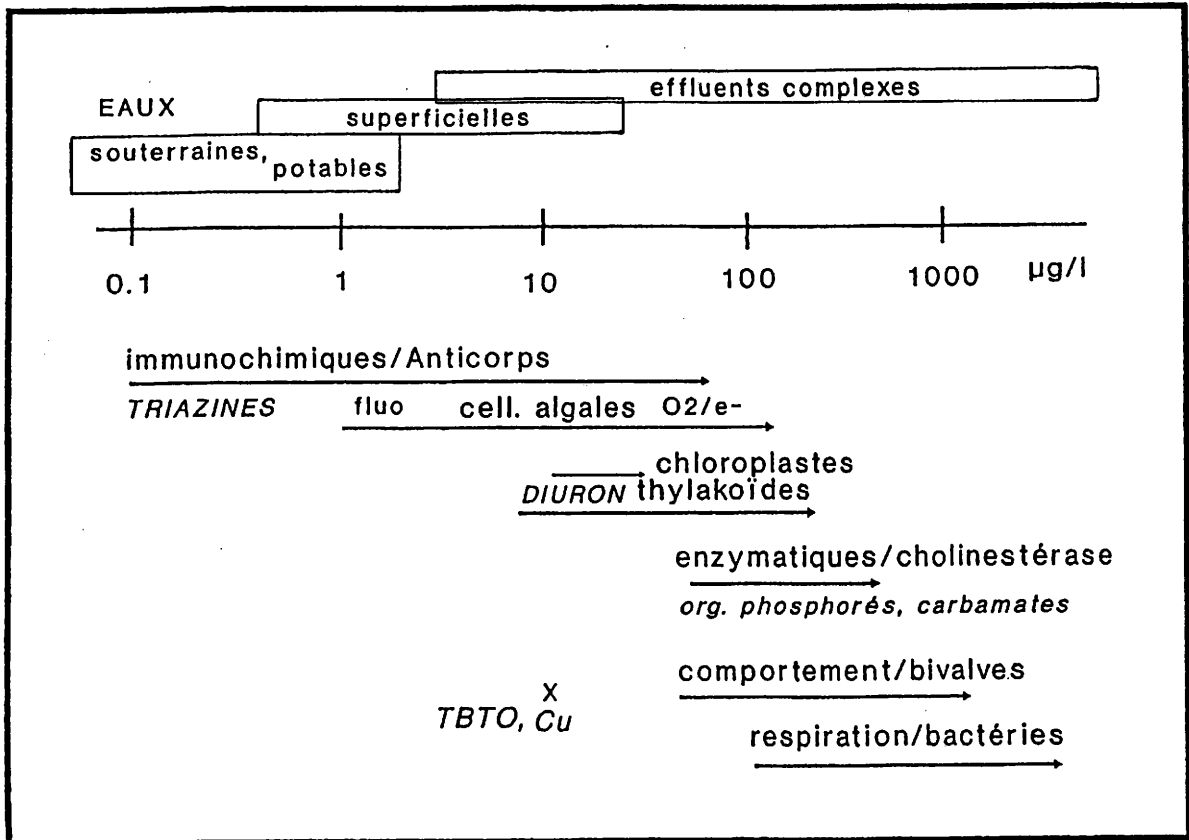 effluents complexes
EAUX
superficielles
souterraines,
potables
0.1 1 10 100 1000 µg/l
immunochimiques/Anticorps
TRIAZINES fluo cell. algales O2/e-
chloroplastes
DIURON thylakoïdes
enzymatiques/cholinestérase
org. phosphorés, carbamates
comportement/bivalves
x
TBTO, Cu
respiration/bactéries